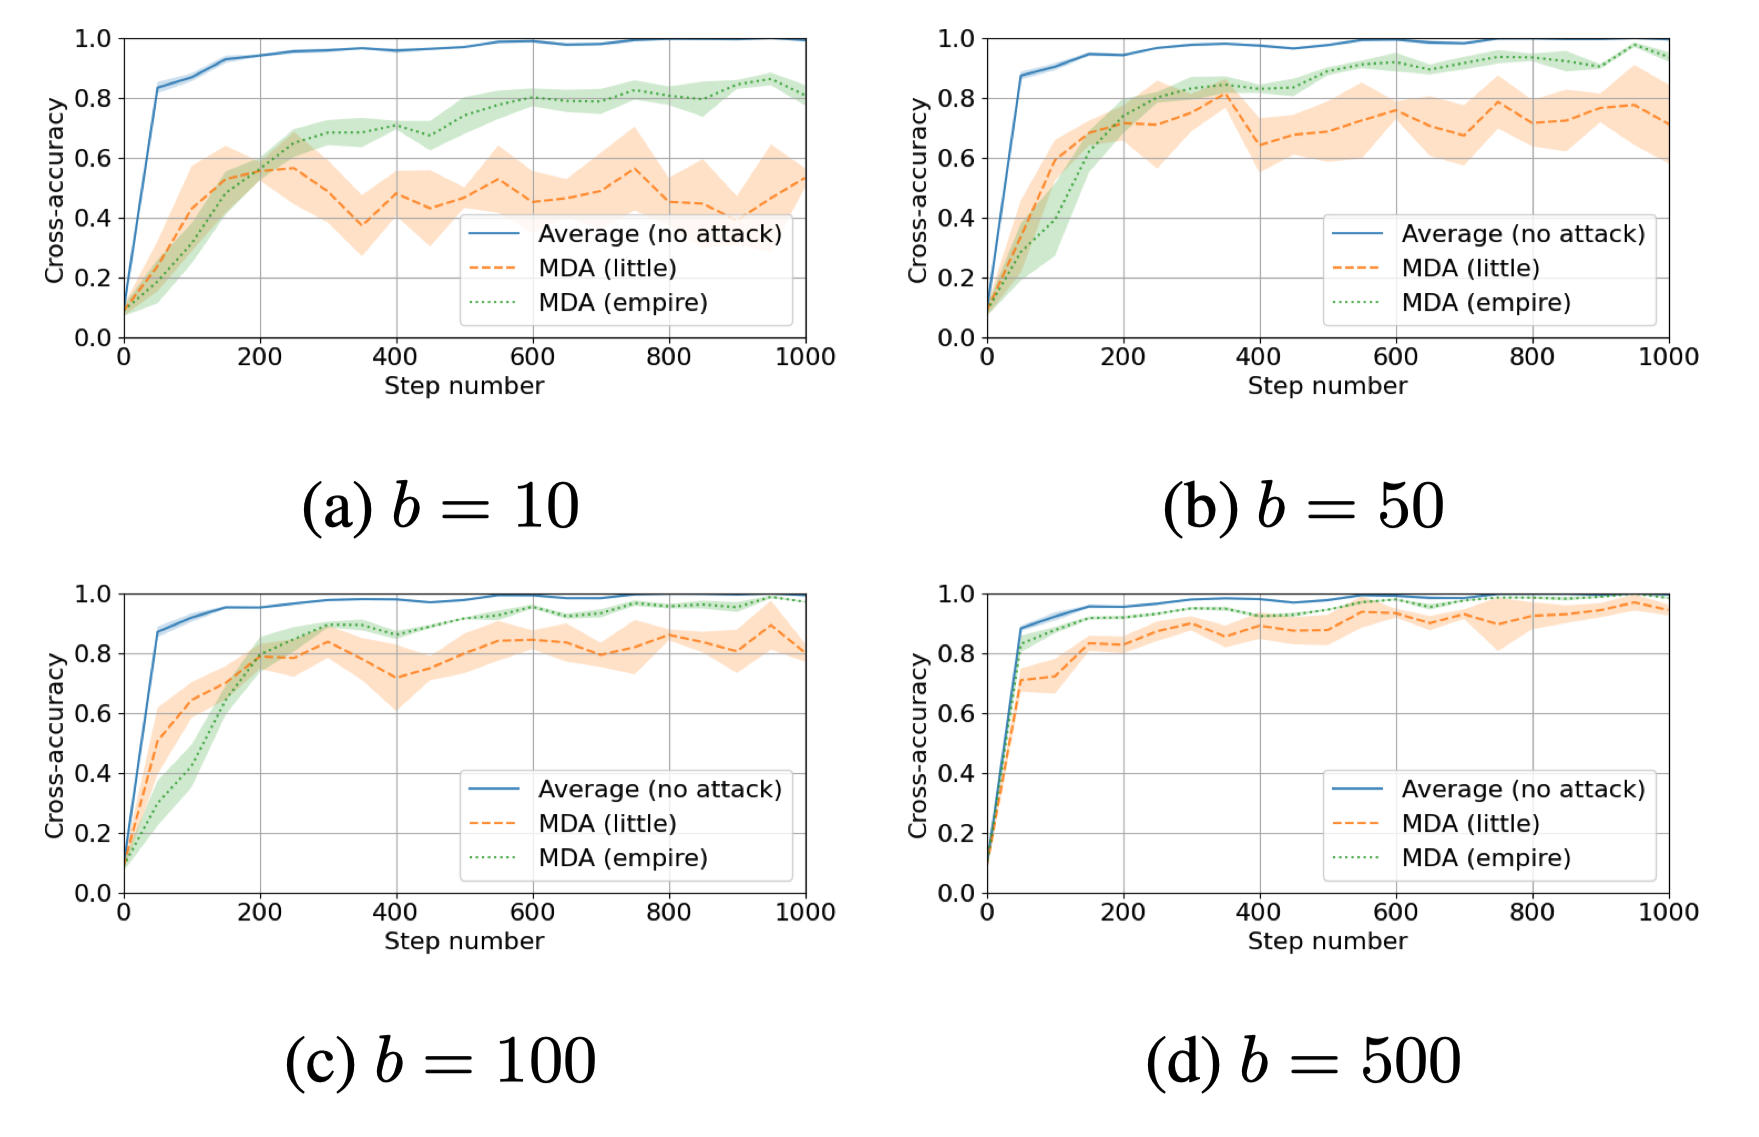 1.0
0.8
0.6
0.4
0.2
0.0
Cross-accuracy
Average (no attack)
MDA (little)
MDA (empire)
0 200 400 600 800 1000
Step number
(a) b = 10
1.0
0.8
0.6
0.4
0.2
0.0
Cross-accuracy
Average (no attack)
MDA (little)
MDA (empire)
0 200 400 600 800 1000
Step number
(b) b = 50
1.0
0.8
0.6
0.4
0.2
0.0
Cross-accuracy
Average (no attack)
MDA (little)
MDA (empire)
0 200 400 600 800 1000
Step number
(c) b = 100
1.0
0.8
0.6
0.4
0.2
0.0
Cross-accuracy
Average (no attack)
MDA (little)
MDA (empire)
0 200 400 600 800 1000
Step number
(d) b = 500